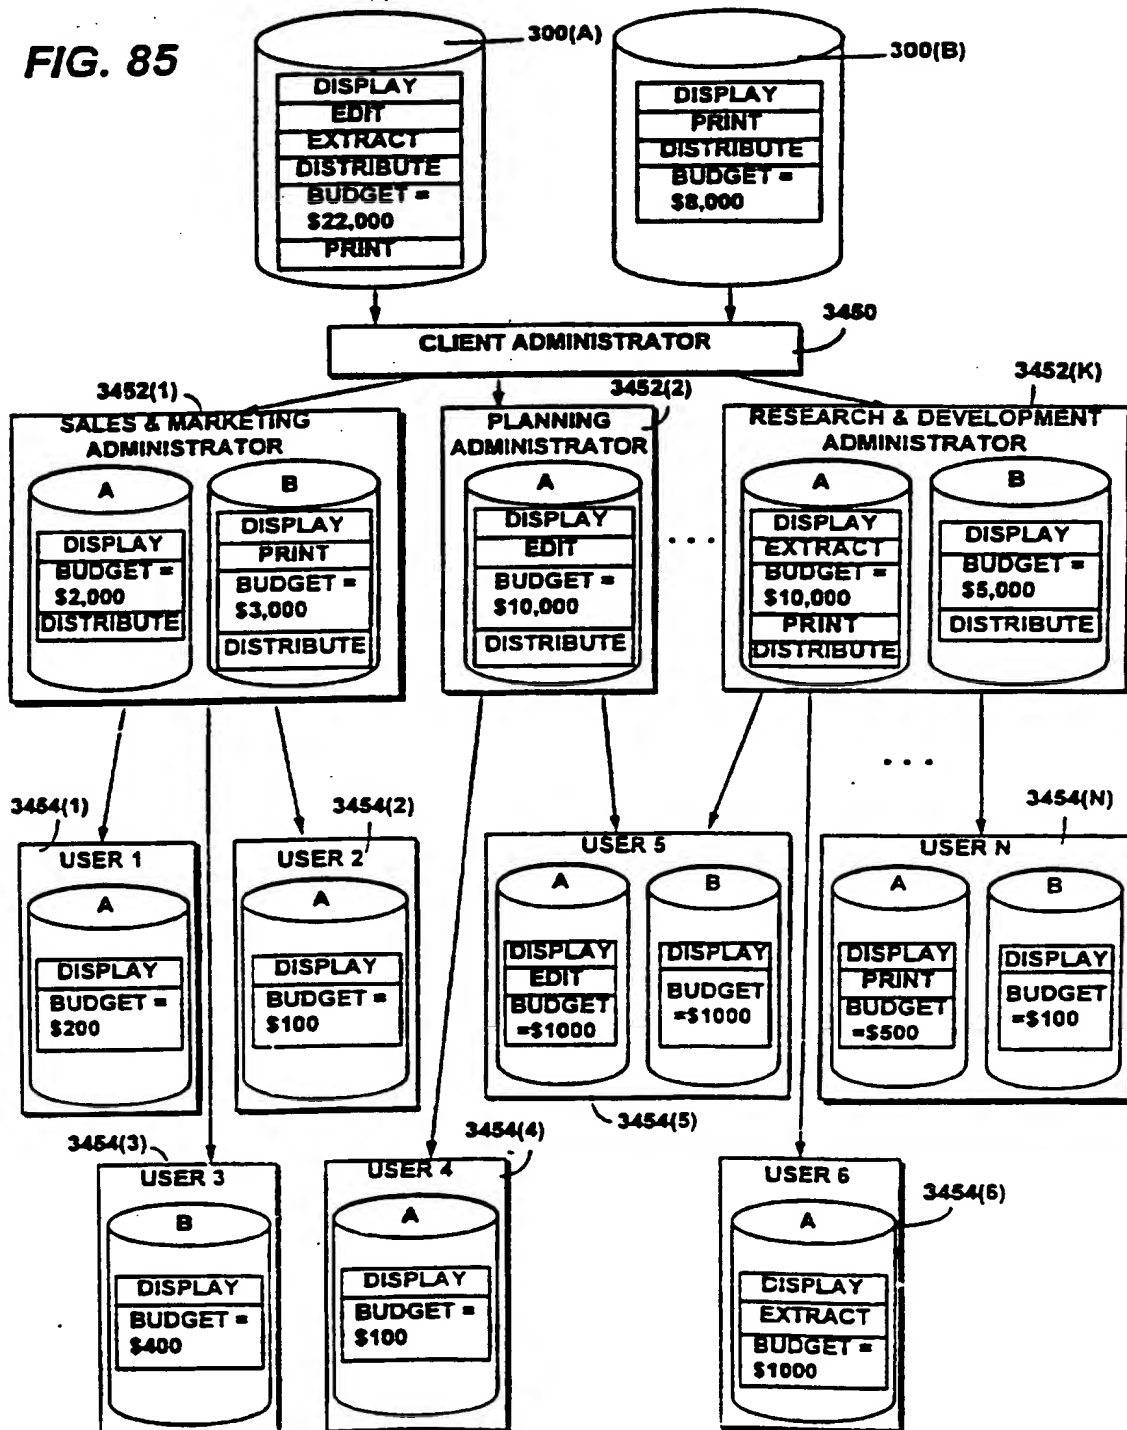 FIG. 85
300(A)
DISPLAY
EDIT
EXTRACT
DISTRIBUTE
BUDGET =
$22,000
PRINT
300(B)
DISPLAY
PRINT
DISTRIBUTE
BUDGET =
$8,000
CLIENT ADMINISTRATOR
3450
3452(1)
SALES & MARKETING
ADMINISTRATOR
A
DISPLAY
BUDGET =
$2,000
DISTRIBUTE
B
DISPLAY
PRINT
BUDGET =
$3,000
DISTRIBUTE
3452(2)
PLANNING
ADMINISTRATOR
A
DISPLAY
EDIT
BUDGET =
$10,000
DISTRIBUTE
. . .
3452(K)
RESEARCH & DEVELOPMENT
ADMINISTRATOR
A
DISPLAY
EXTRACT
BUDGET =
$10,000
PRINT
DISTRIBUTE
B
DISPLAY
BUDGET =
$5,000
DISTRIBUTE
. . .
3454(1)
USER 1
A
DISPLAY
BUDGET =
$200
3454(2)
USER 2
A
DISPLAY
BUDGET =
$100
USER 5
A
DISPLAY
EDIT
BUDGET
=$1000
B
DISPLAY
BUDGET
=$1000
3454(5)
3454(N)
USER N
A
DISPLAY
PRINT
BUDGET
=$500
B
DISPLAY
BUDGET
=$100
3454(3)
USER 3
B
DISPLAY
BUDGET =
$400
3454(4)
USER 4
A
DISPLAY
BUDGET =
$100
USER 6
3454(6)
A
DISPLAY
EXTRACT
BUDGET =
$1000